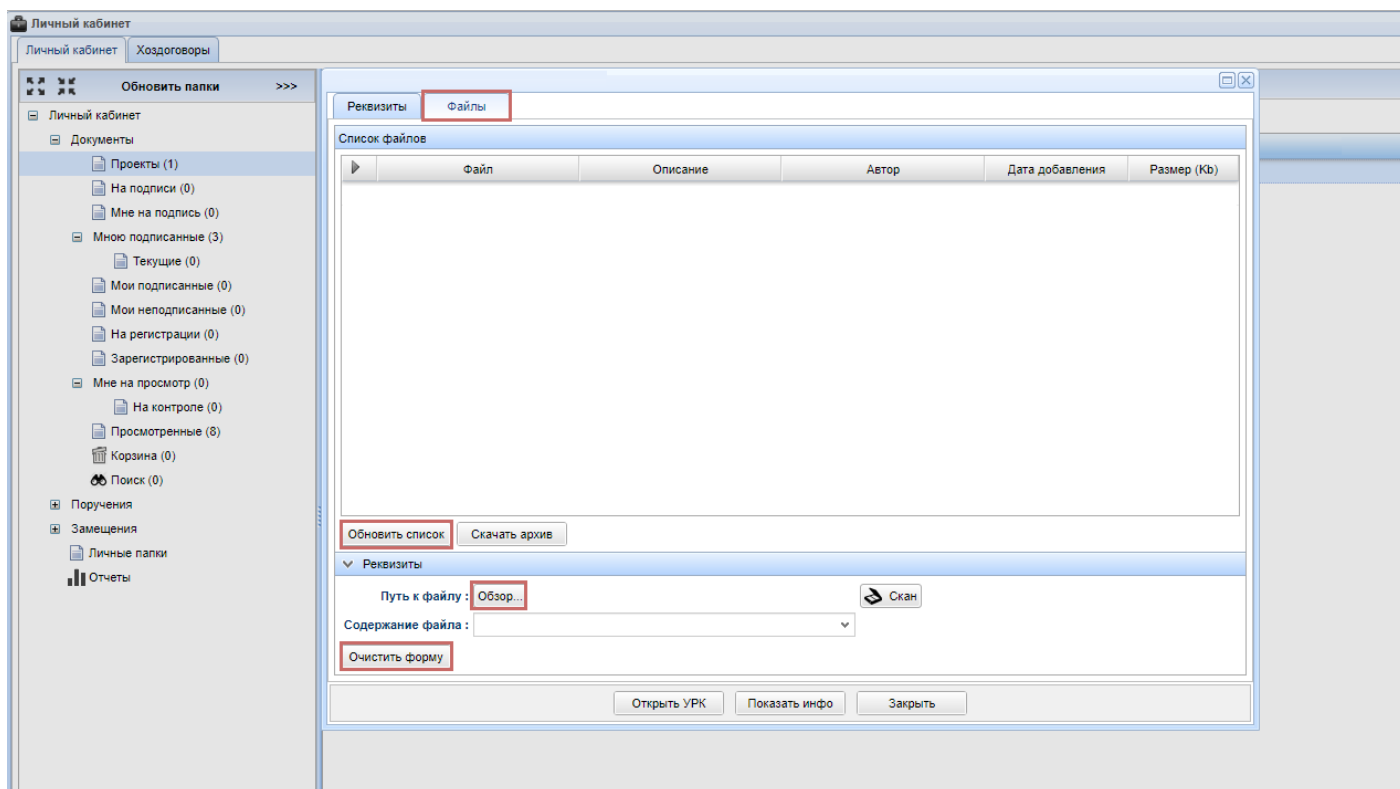 Личный кабинет
Личный кабинет Хоздоговоры
Обновить папки >>>
Личный кабинет
Документы
Проекты (1)
На подписи (0)
Мне на подпись (0)
Мною подписанные (3)
Текущие (0)
Мои подписанные (0)
Мои неподписанные (0)
На регистрации (0)
Зарегистрированные (0)
Мне на просмотр (0)
На контроле (0)
Просмотренные (8)
Корзина (0)
Поиск (0)
Поручения
Замещения
Личные папки
Отчеты
Реквизиты Файлы
Список файлов
Файл Описание Автор Дата добавления Размер (Kb)
Обновить список Скачать архив
Реквизиты
Путь к файлу : Обзор... Скан
Содержание файла :
Очистить форму
Открыть УРК Показать инфо Закрыть